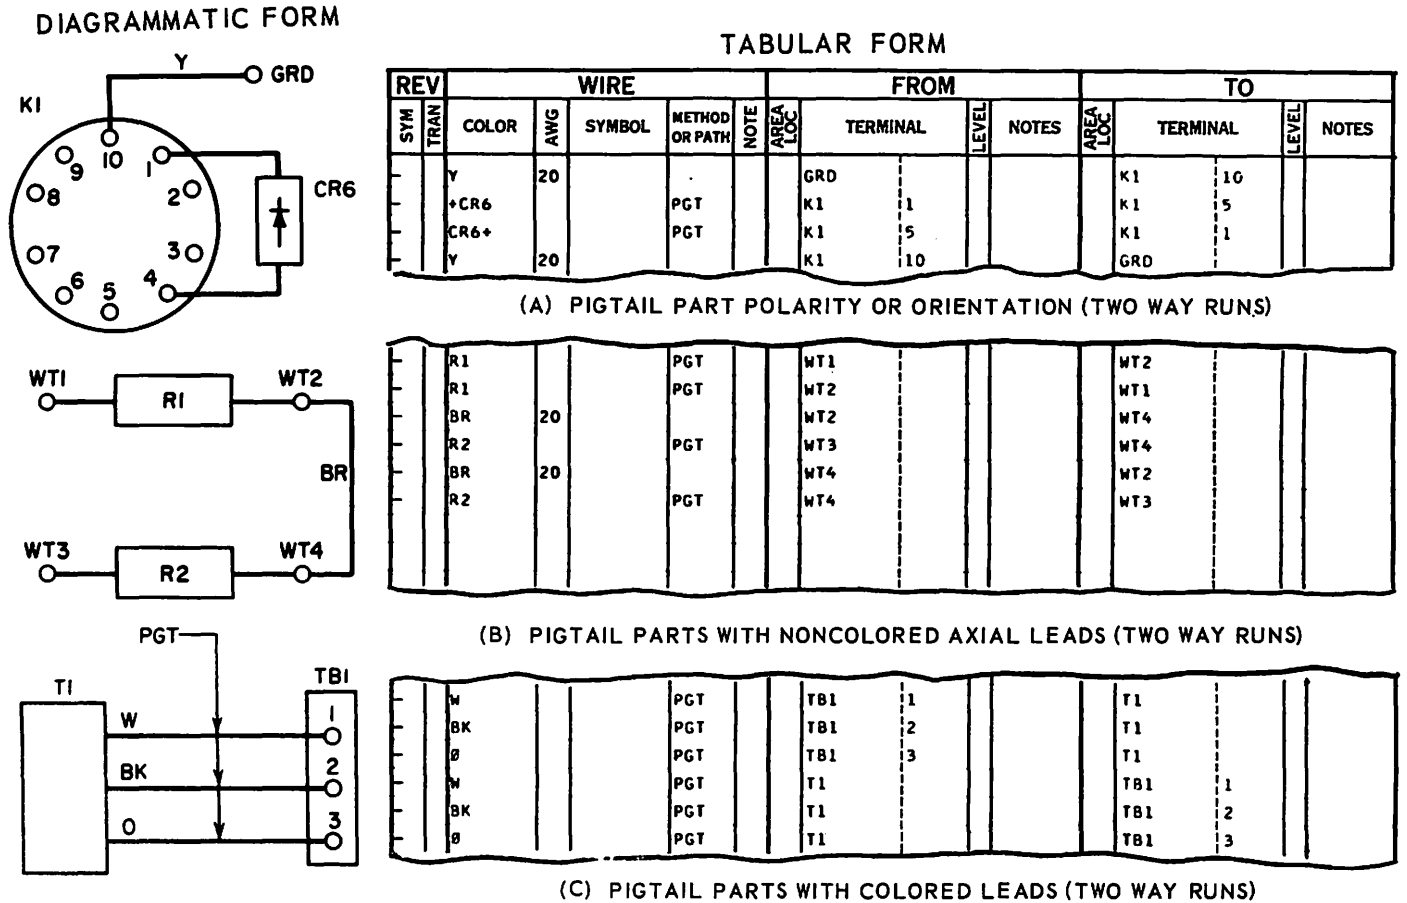 DIAGRAMMATIC FORM
Y
GRD
K1
10
1
9
2
8
CR6
7
3
6
5
4
TABULAR FORM
REV WIRE FROM TO
SYM TRAN COLOR AWG SYMBOL METHOD OR PATH NOTE AREA LOC TERMINAL LEVEL NOTES AREA LOC TERMINAL LEVEL NOTES
- Y 20 GRD K1 10
- +CR6 PGT K1 1 K1 5
- CR6+ PGT K1 5 K1 1
- Y 20 K1 10 GRD
(A) PIGTAIL PART POLARITY OR ORIENTATION (TWO WAY RUNS)
WT1 R1 WT2
BR
WT3 R2 WT4
- R1 PGT WT1 WT2
- R1 PGT WT2 WT1
- BR 20 WT2 WT4
- R2 PGT WT3 WT4
- BR 20 WT4 WT2
- R2 PGT WT4 WT3
(B) PIGTAIL PARTS WITH NONCOLORED AXIAL LEADS (TWO WAY RUNS)
PGT
T1 TB1
W 1
BK 2
O 3
- W PGT TB1 1 T1
- BK PGT TB1 2 T1
- Ø PGT TB1 3 T1
- W PGT T1 TB1 1
- BK PGT T1 TB1 2
- Ø PGT T1 TB1 3
(C) PIGTAIL PARTS WITH COLORED LEADS (TWO WAY RUNS)